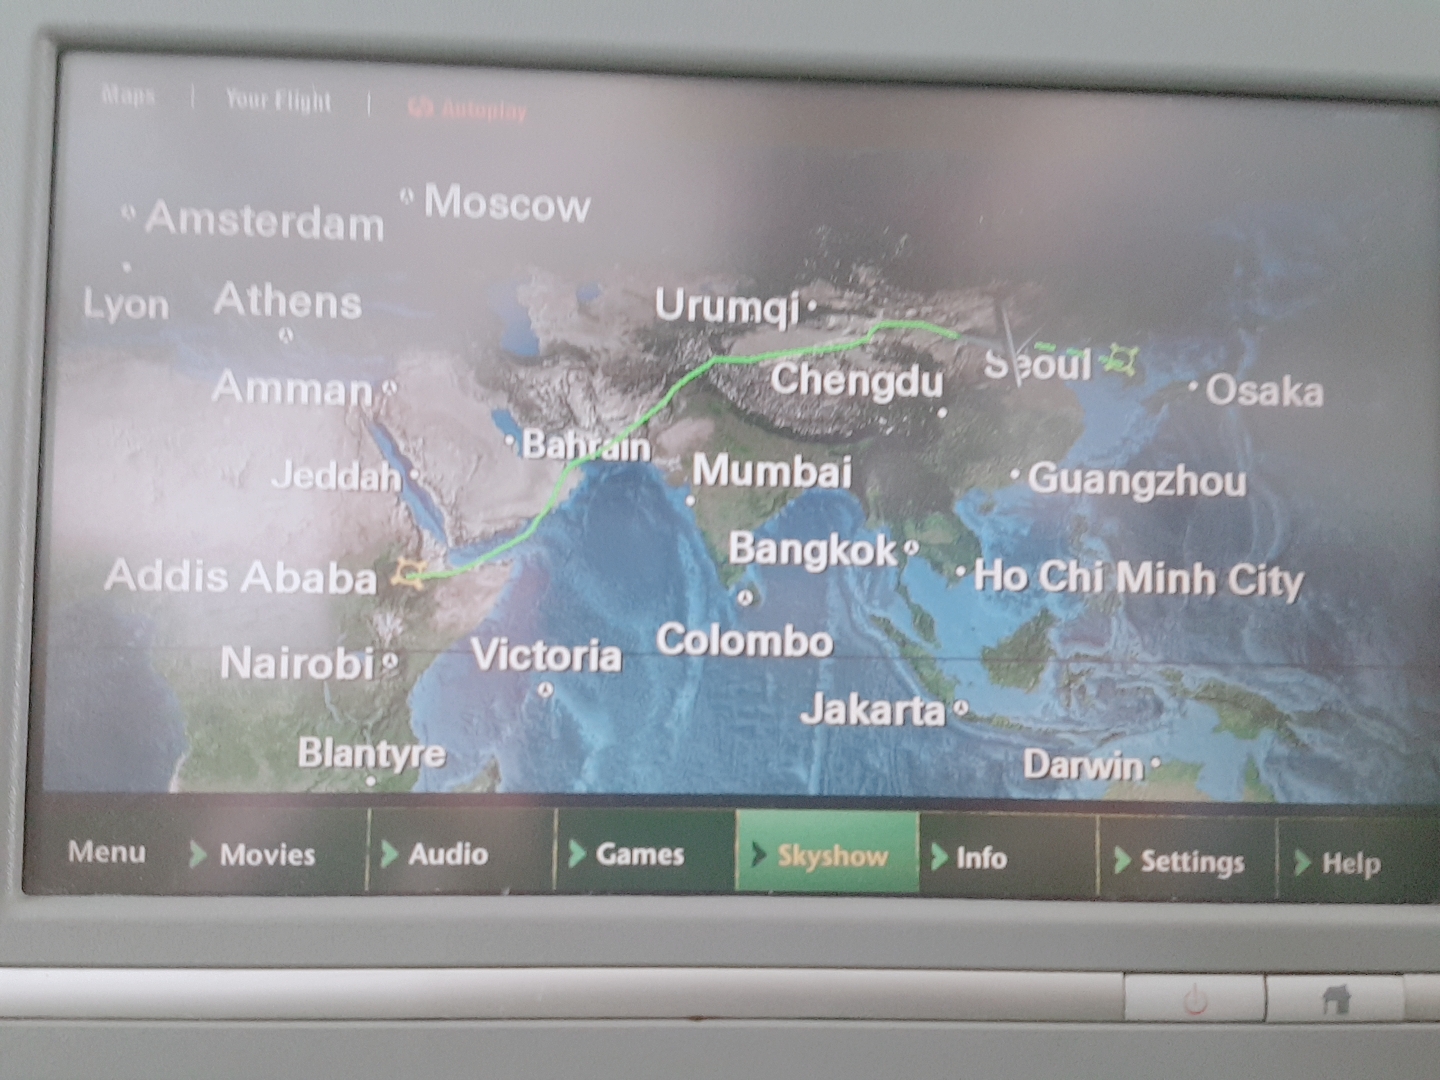 Maps | Your Flight | Autoplay
Moscow
Amsterdam
Lyon
Athens
Urumqi
Seoul
Chengdu
Osaka
Amman
Bahrain
Jeddah
Mumbai
Guangzhou
Bangkok
Addis Ababa
Ho Chi Minh City
Nairobi
Victoria
Colombo
Jakarta
Blantyre
Darwin
Menu Movies Audio Games Skyshow Info Settings Help